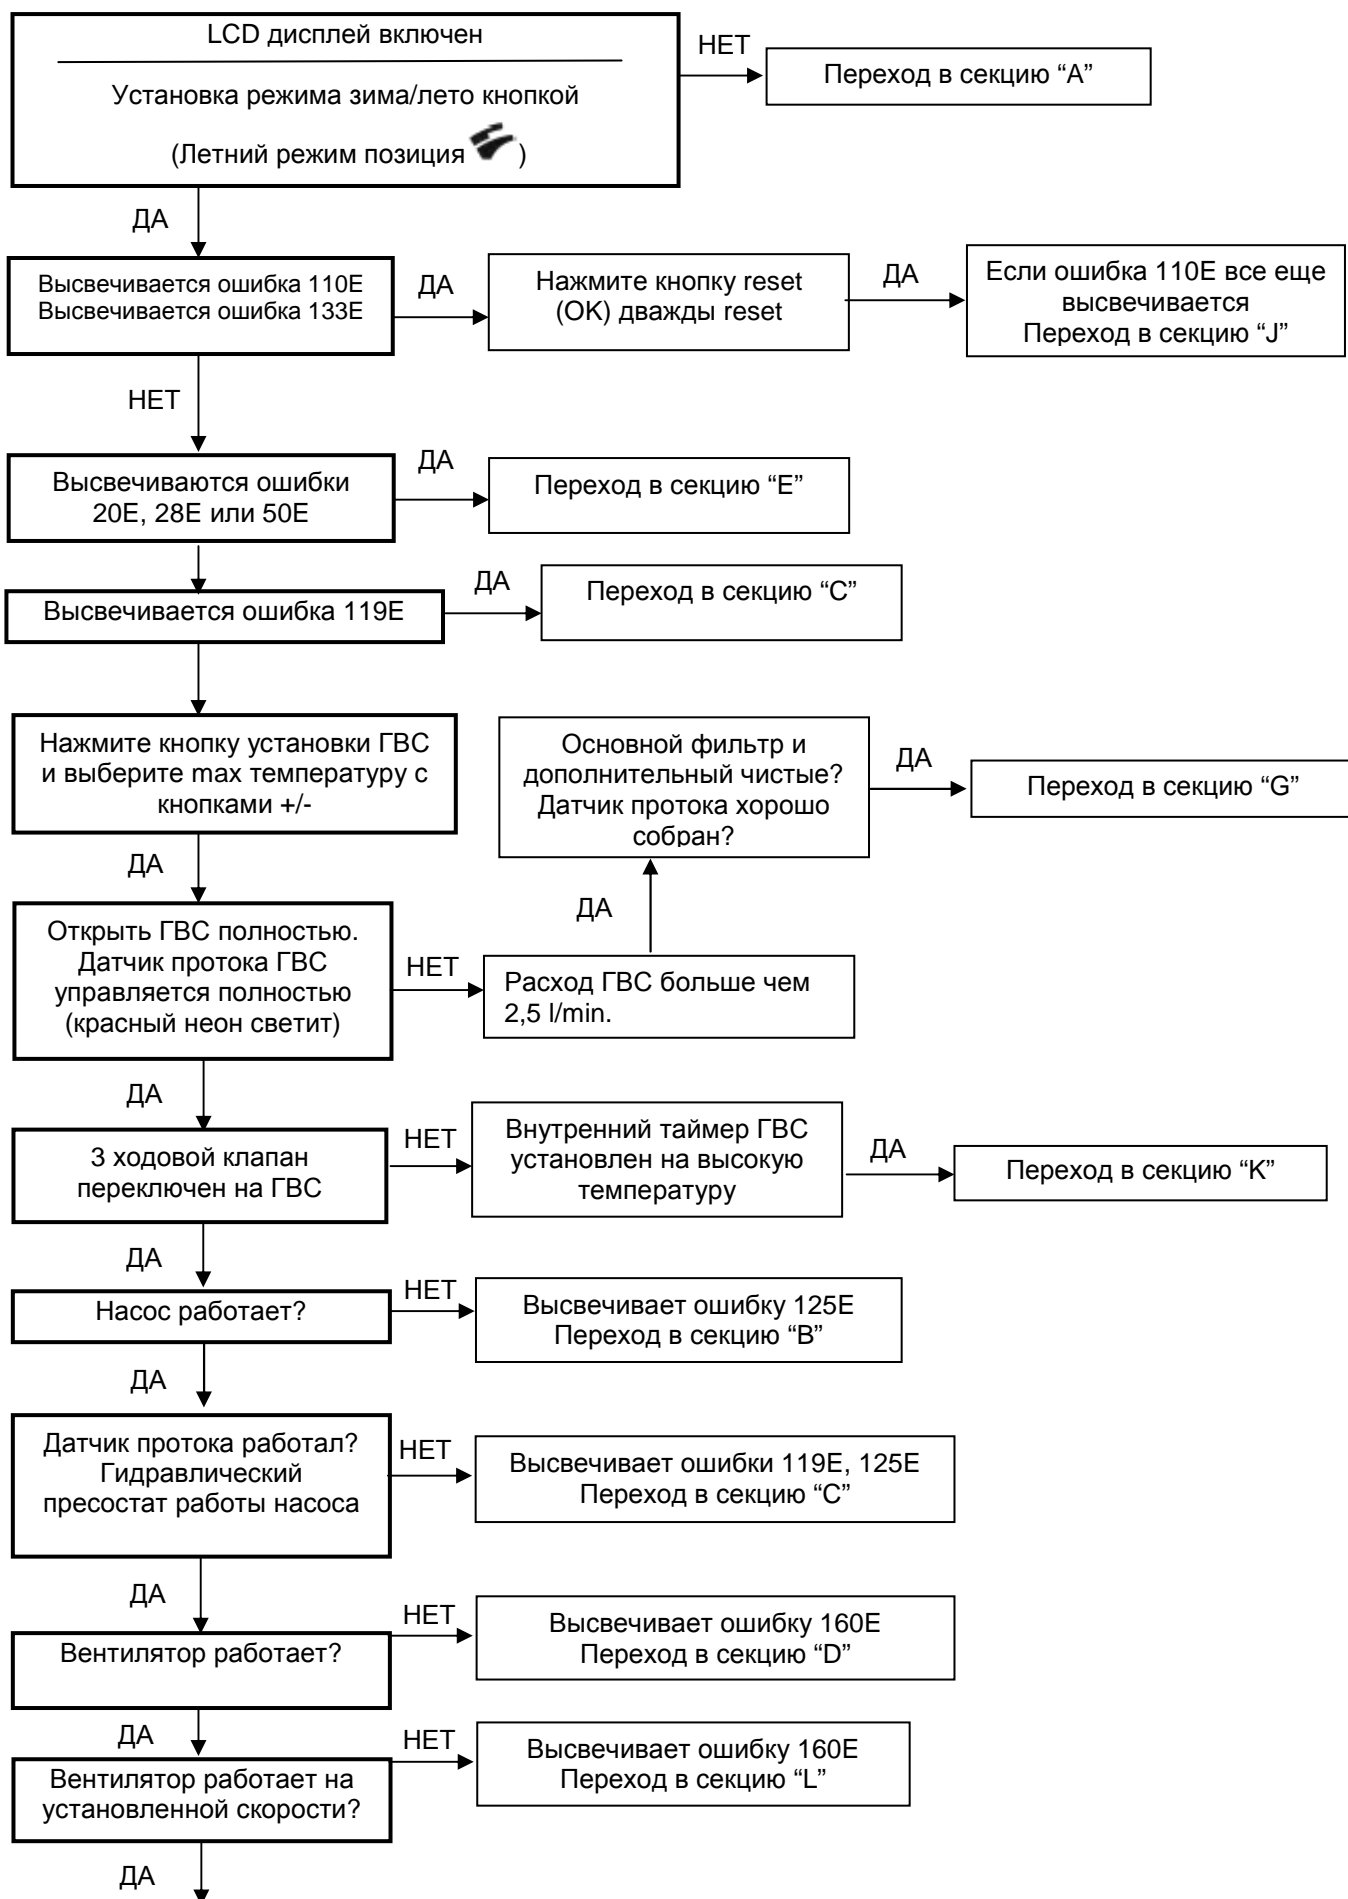 LCD дисплей включен
Установка режима зима/лето кнопкой
(Летний режим позиция )
НЕТ
Переход в секцию “A”
ДА
Высвечивается ошибка 110E
Высвечивается ошибка 133E
ДА
Нажмите кнопку reset
(OK) дважды reset
ДА
Если ошибка 110E все еще
высвечивается
Переход в секцию “J”
НЕТ
Высвечиваются ошибки
20E, 28E или 50E
ДА
Переход в секцию “E”
Высвечивается ошибка 119E
ДА
Переход в секцию “C”
Нажмите кнопку установки ГВС
и выберите max температуру с
кнопками +/-
Основной фильтр и
дополнительный чистые?
Датчик протока хорошо
собран?
ДА
Переход в секцию “G”
ДА
ДА
Открыть ГВС полностью.
Датчик протока ГВС
управляется полностью
(красный неон светит)
НЕТ
Расход ГВС больше чем
2,5 l/min.
ДА
3 ходовой клапан
переключен на ГВС
НЕТ
Внутренний таймер ГВС
установлен на высокую
температуру
ДА
Переход в секцию “K”
ДА
Насос работает?
НЕТ
Высвечивает ошибку 125E
Переход в секцию “B”
ДА
Датчик протока работал?
Гидравлический
пресостат работы насоса
НЕТ
Высвечивает ошибки 119E, 125E
Переход в секцию “C”
ДА
Вентилятор работает?
НЕТ
Высвечивает ошибку 160E
Переход в секцию “D”
ДА
Вентилятор работает на
установленной скорости?
НЕТ
Высвечивает ошибку 160E
Переход в секцию “L”
ДА